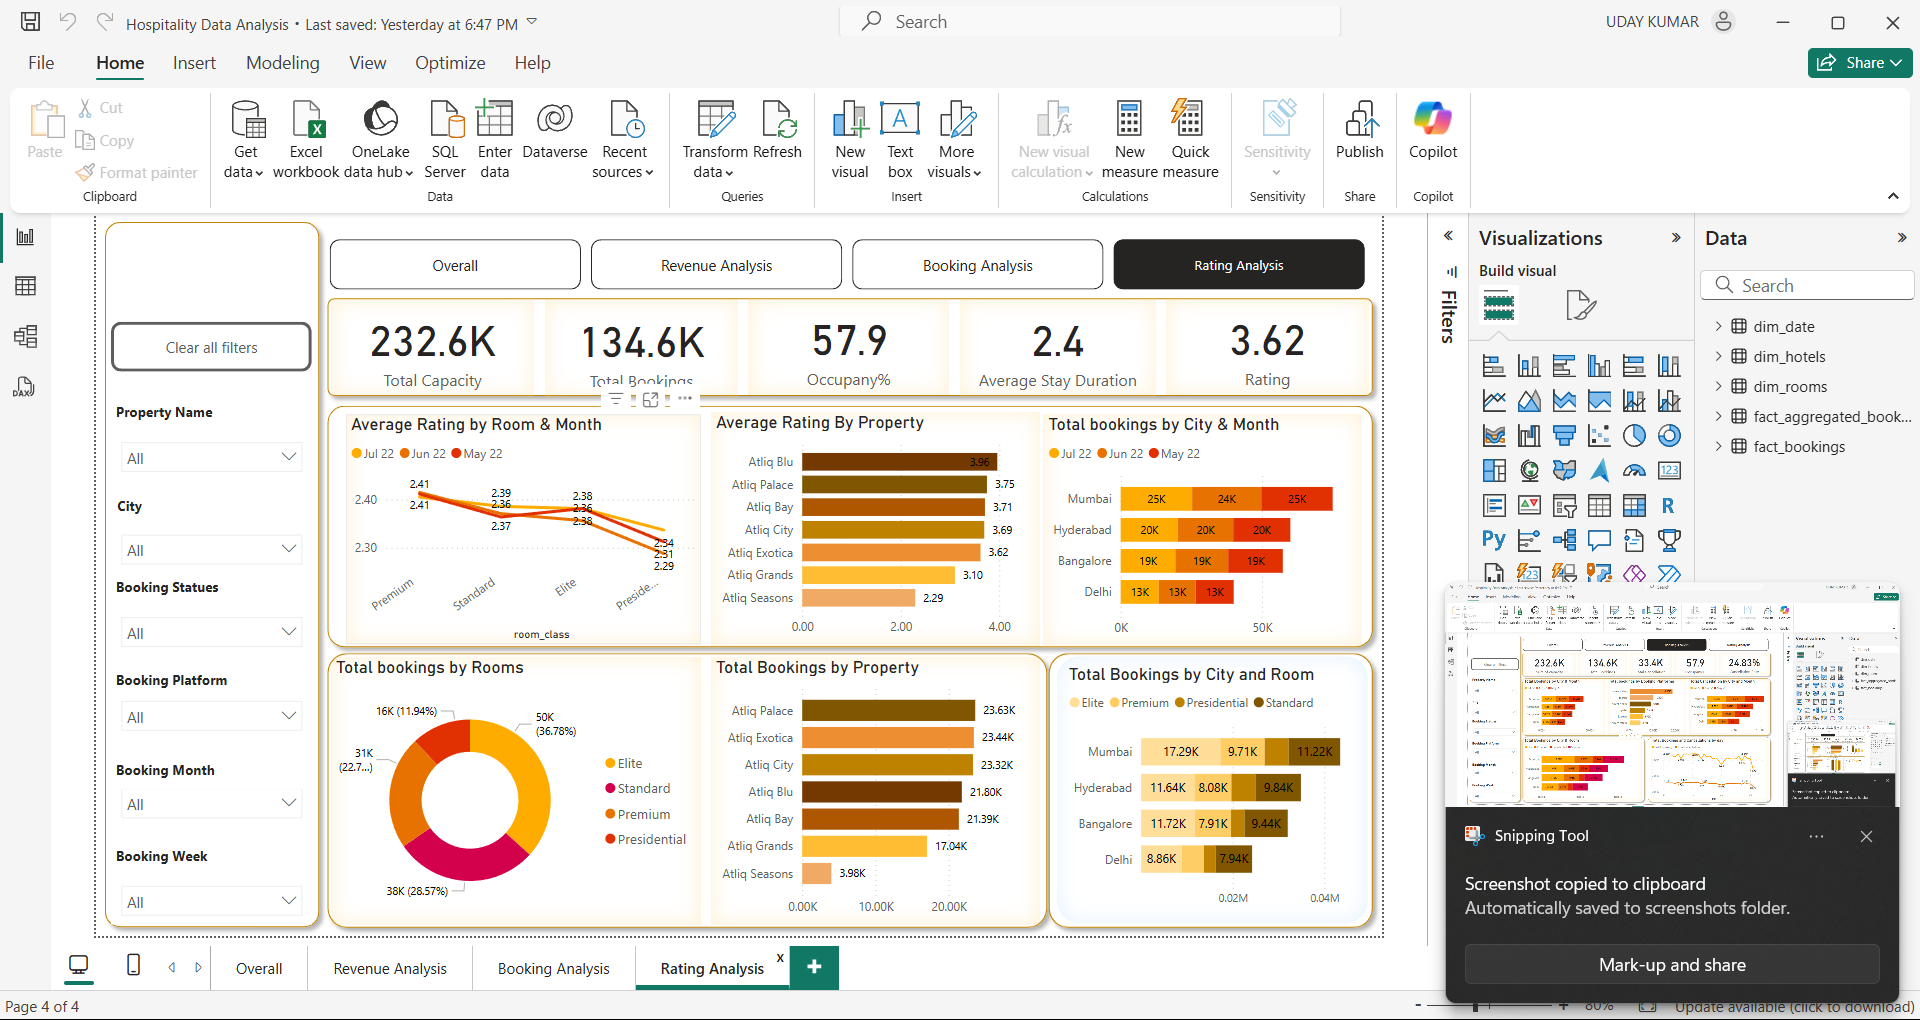 Hospitality Data Analysis • Last saved: Yesterday at 6:47 PM
Search
UDAY KUMAR
File
Home
Insert
Modeling
View
Optimize
Help
Share
Paste
Cut
Copy
Format painter
Clipboard
Get data
Excel workbook
OneLake data hub
SQL Server
Enter data
Dataverse
Recent sources
Data
Transform data
Refresh
Queries
New visual
Text box
More visuals
Insert
New visual calculation
New measure
Quick measure
Calculations
Sensitivity
Sensitivity
Publish
Share
Copilot
Copilot
Clear all filters
Property Name
All
City
All
Booking Statues
All
Booking Platform
All
Booking Month
All
Booking Week
All
Overall
Revenue Analysis
Booking Analysis
Rating Analysis
232.6K
Total Capacity
134.6K
Total Bookings
57.9
Occupany%
2.4
Average Stay Duration
3.62
Rating
Average Rating by Room & Month
Jul 22 Jun 22 May 22
2.40
2.30
2.41
2.41
2.39
2.36
2.37
2.38
2.36
2.38
2.34
2.31
2.29
Premium
Standard
Elite
Preside...
room_class
Average Rating By Property
Atliq Blu 3.96
Atliq Palace 3.75
Atliq Bay 3.71
Atliq City 3.69
Atliq Exotica 3.62
Atliq Grands 3.10
Atliq Seasons 2.29
0.00 2.00 4.00
Total bookings by City & Month
Jul 22 Jun 22 May 22
Mumbai 25K 24K 25K
Hyderabad 20K 20K 20K
Bangalore 19K 19K 19K
Delhi 13K 13K 13K
0K 50K
Total bookings by Rooms
16K (11.94%)
50K (36.78%)
31K (22.7...)
38K (28.57%)
Elite
Standard
Premium
Presidential
Total Bookings by Property
Atliq Palace 23.63K
Atliq Exotica 23.44K
Atliq City 23.32K
Atliq Blu 21.80K
Atliq Bay 21.39K
Atliq Grands 17.04K
Atliq Seasons 3.98K
0.00K 10.00K 20.00K
Total Bookings by City and Room
Elite Premium Presidential Standard
Mumbai 17.29K 9.71K 11.22K
Hyderabad 11.64K 8.08K 9.84K
Bangalore 11.72K 7.91K 9.44K
Delhi 8.86K 7.94K
0.02M 0.04M
Filters
Visualizations
Build visual
Data
Search
dim_date
dim_hotels
dim_rooms
fact_aggregated_book...
fact_bookings
232.6K
134.6K
33.4K
57.9
24.83%
Snipping Tool
Screenshot copied to clipboard
Automatically saved to screenshots folder.
Mark-up and share
Overall
Revenue Analysis
Booking Analysis
Rating Analysis
Page 4 of 4
80%
Update available (click to download)